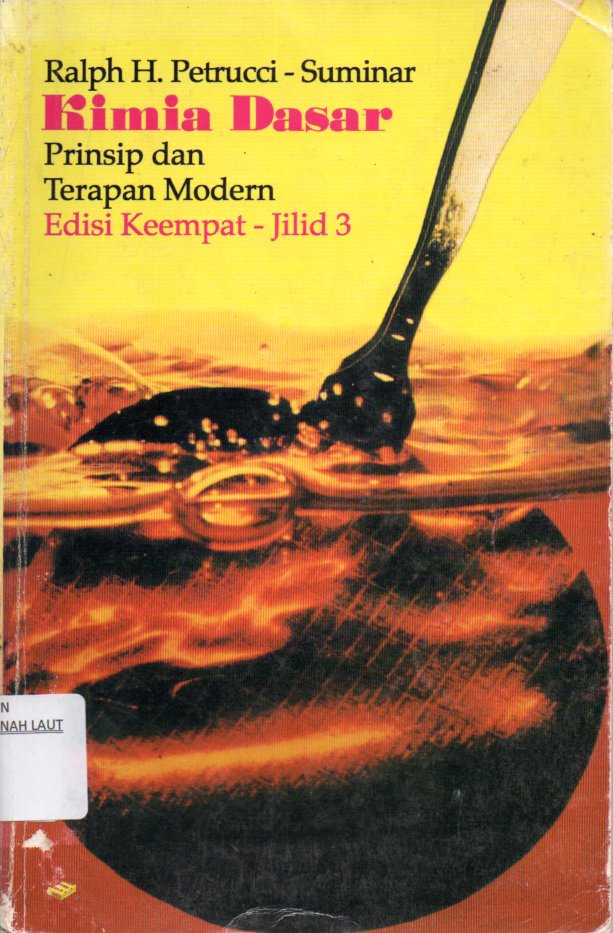 Ralph H. Petrucci - Suminar
Kimia Dasar
Prinsip dan
Terapan Modern
Edisi Keempat - Jilid 3
N
NAH LAUT